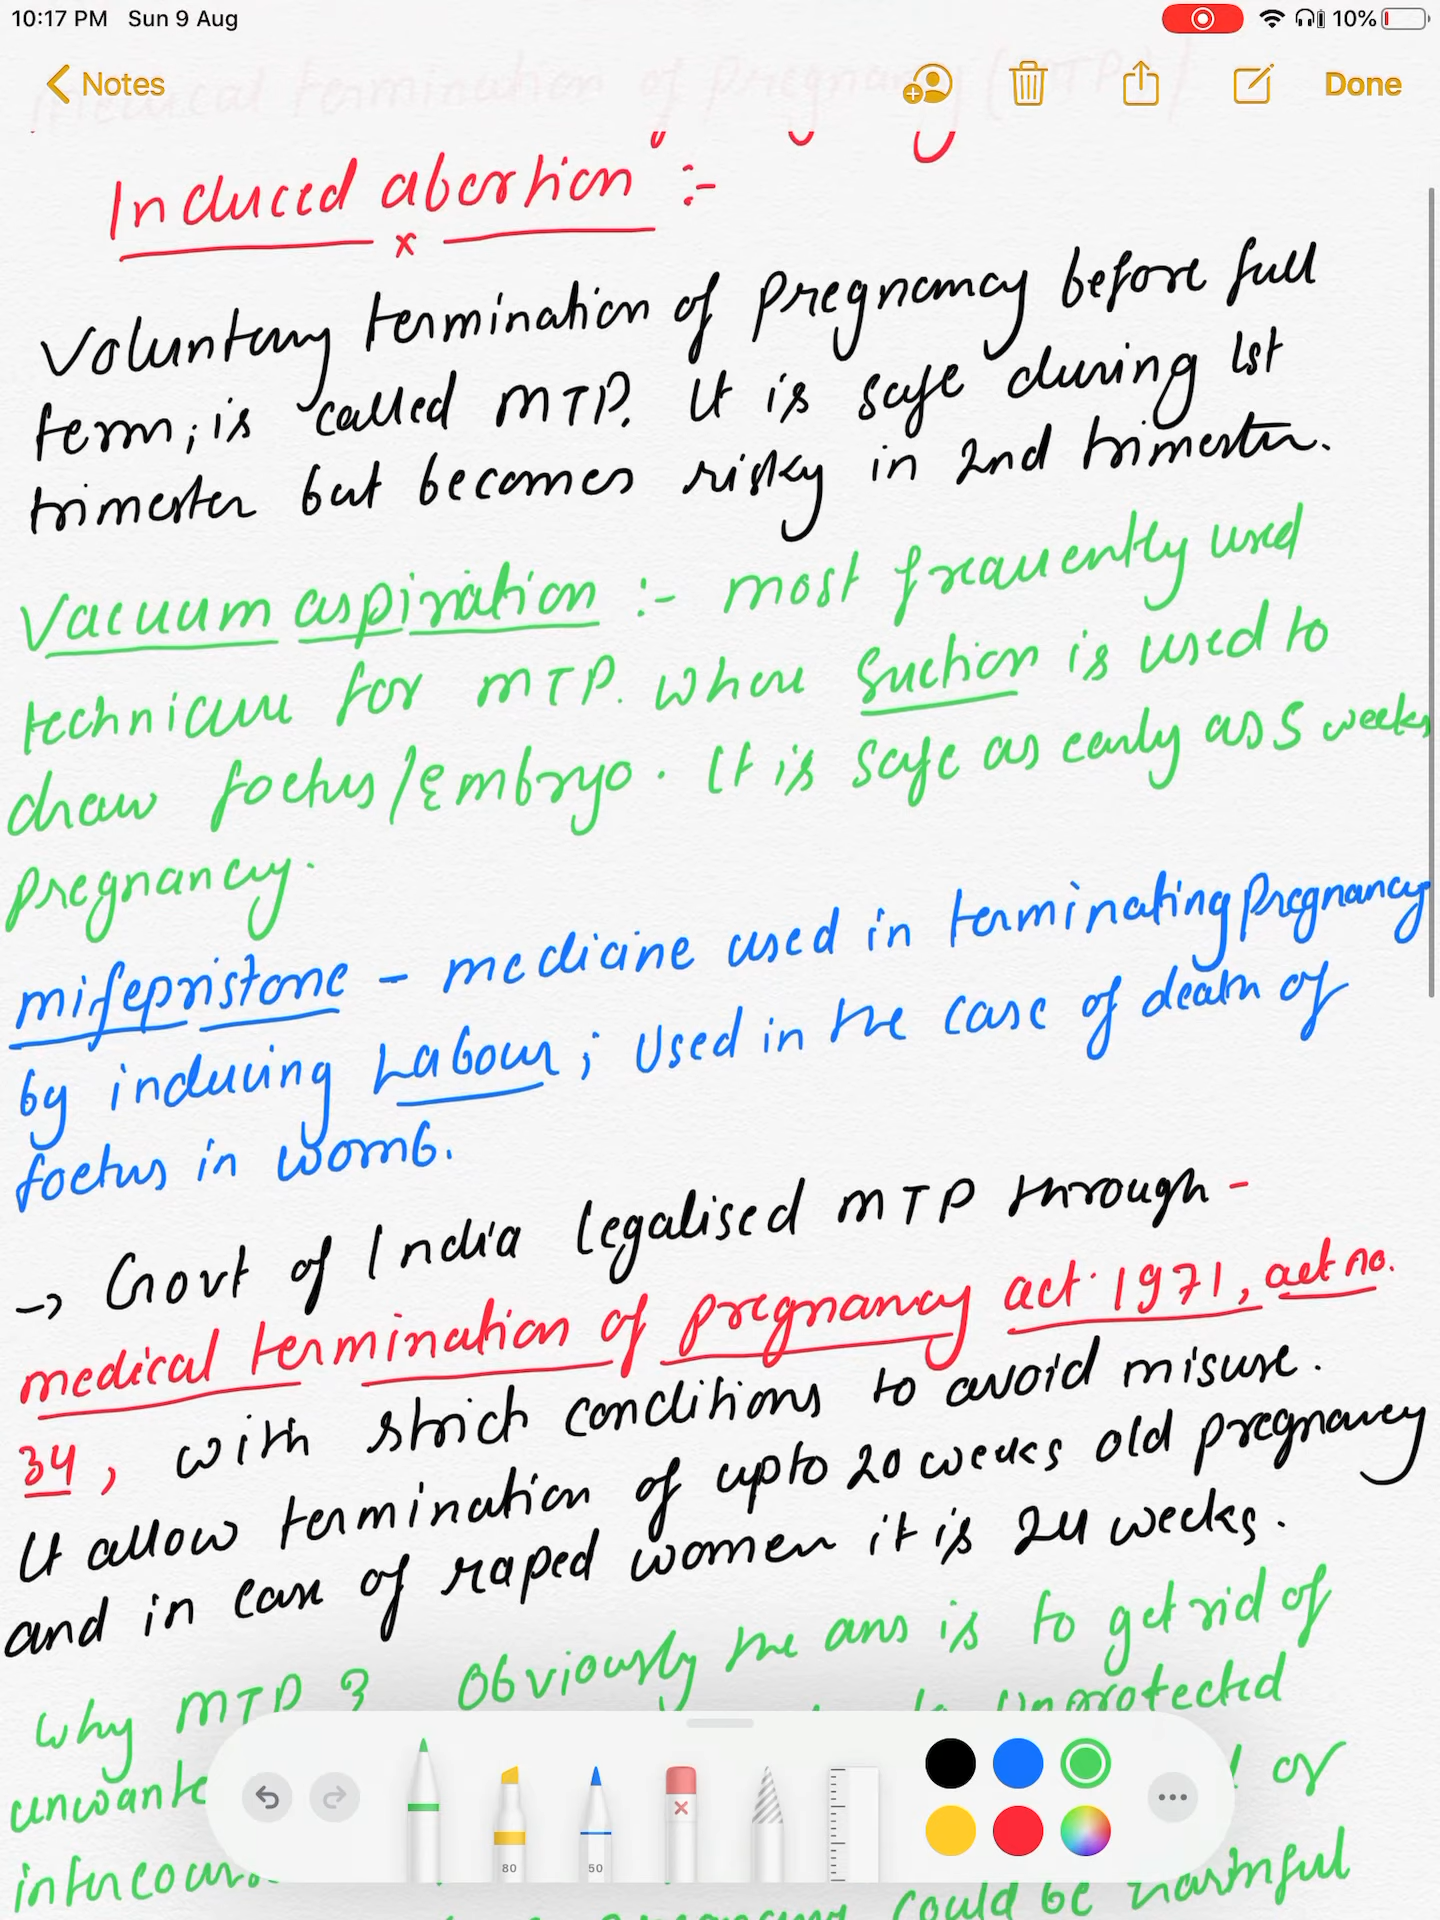 10:17 PM Sun 9 Aug 10%
Notes Done
Induced termination of pregnancy (MTP)/
Induced abortion" :-
Voluntary termination of pregnancy before full
term; is called MTP. It is safe during 1st
trimester but becomes risky in 2nd trimester.
Vacuum aspiration :- most frequently used
technique for MTP. where Suction is used to
draw foetus/Embryo. It is safe as early as 5 weeks
pregnancy.
mifepristone - medicine used in terminating pregnancy
by inducing Labour; Used in the case of death of
foetus in womb.
-> Govt of India legalised MTP through -
medical termination of pregnancy act. 1971, act no.
34, with strict conditions to avoid misuse.
It allow termination of upto 20 weeks old pregnancy
and in case of raped women it is 24 weeks.
Why MTP ? Obviously the ans is to get rid of
unprotected
or
could be harmful
80 50